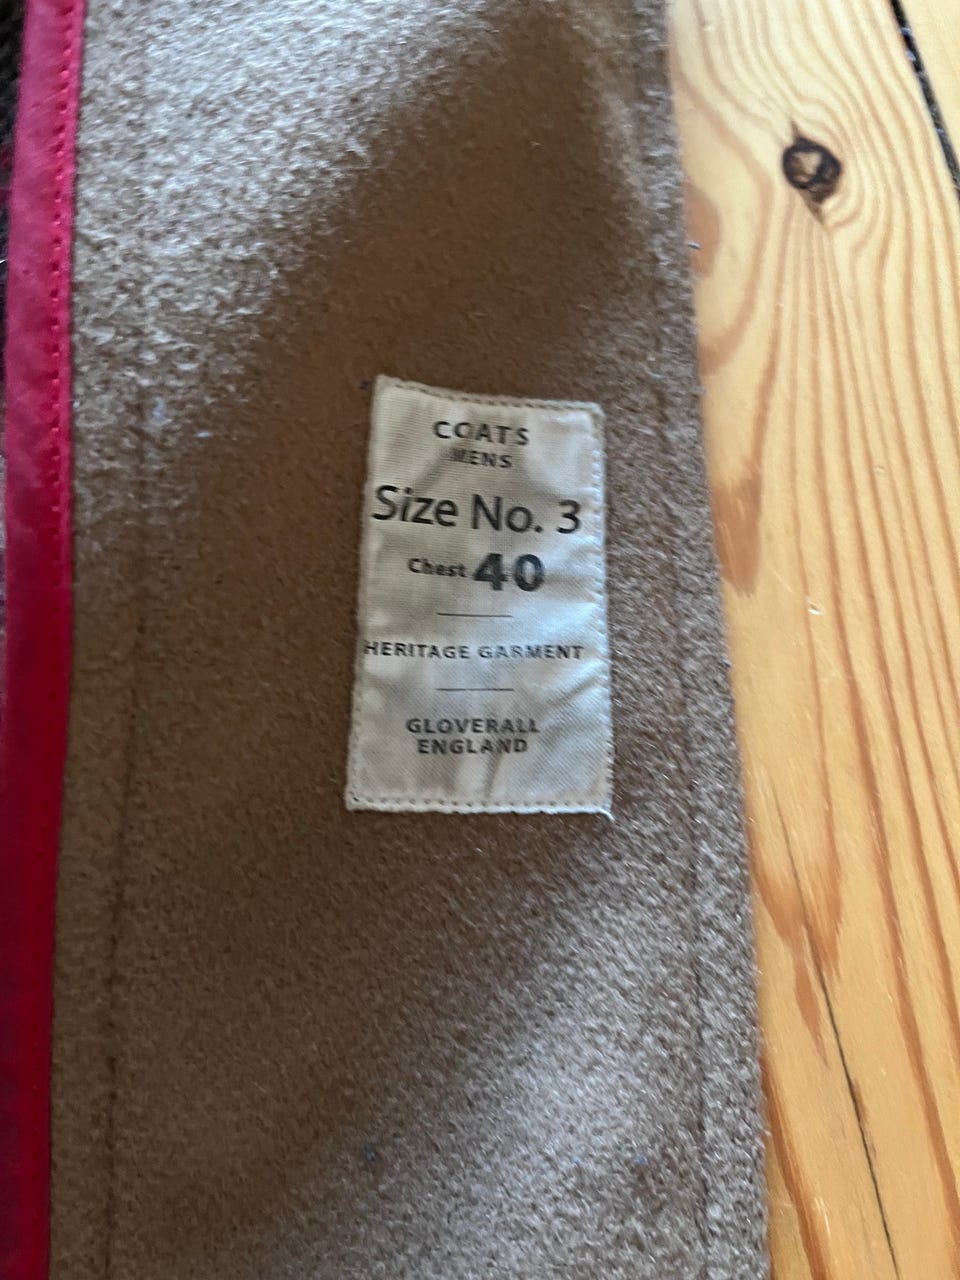 COATS
MENS
Size No. 3
Chest 40
HERITAGE GARMENT
GLOVERALL
ENGLAND